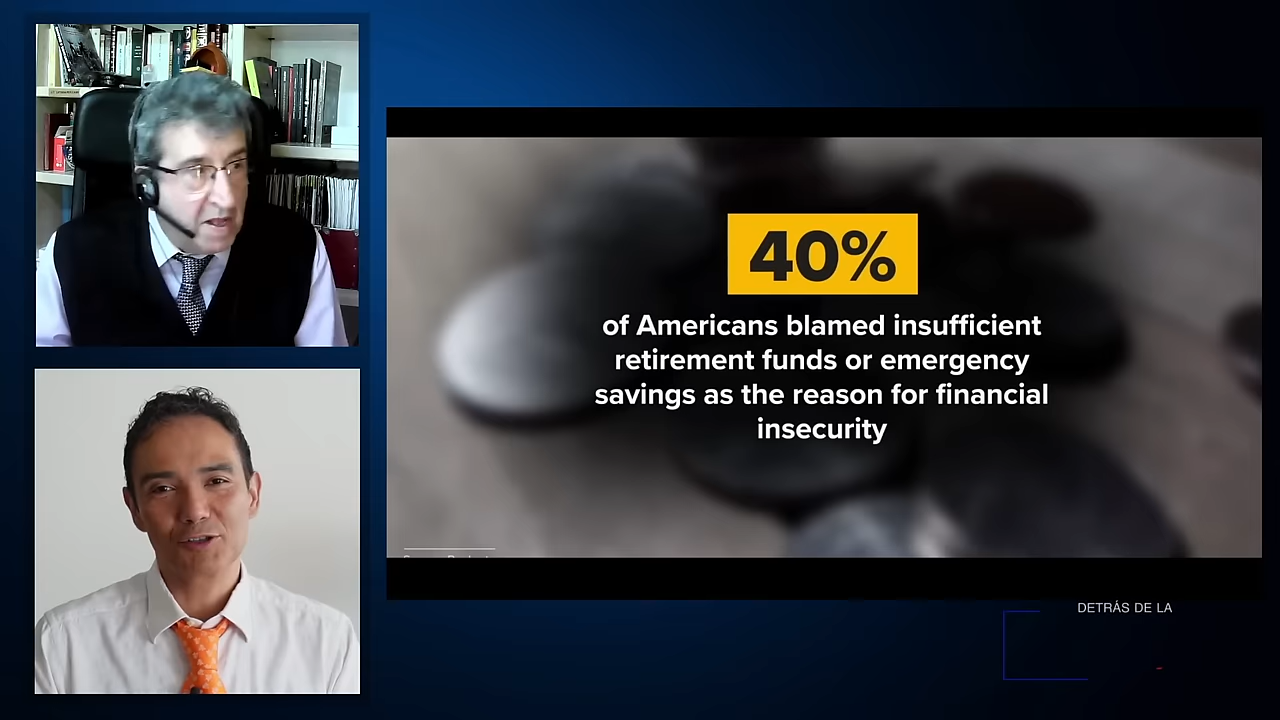 40%
of Americans blamed insufficient
retirement funds or emergency
savings as the reason for financial
insecurity
DETRÁS DE LA